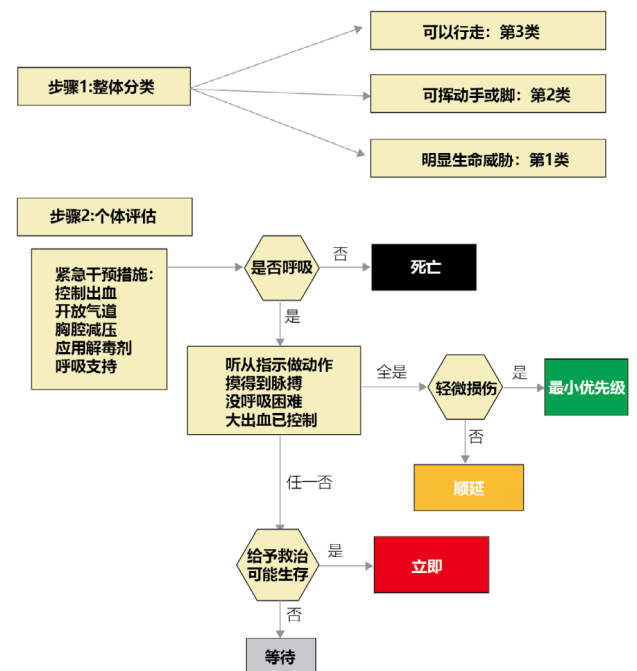 可以行走：第3类
步骤1:整体分类
可挥动手或脚：第2类
明显生命威胁：第1类
步骤2:个体评估
紧急干预措施：
控制出血
开放气道
胸腔减压
应用解毒剂
呼吸支持
是否呼吸
否
死亡
是
听从指示做动作
摸得到脉搏
没呼吸困难
大出血已控制
全是
轻微损伤
是
最小优先级
否
顺延
任一否
给予救治
可能生存
是
立即
否
等待